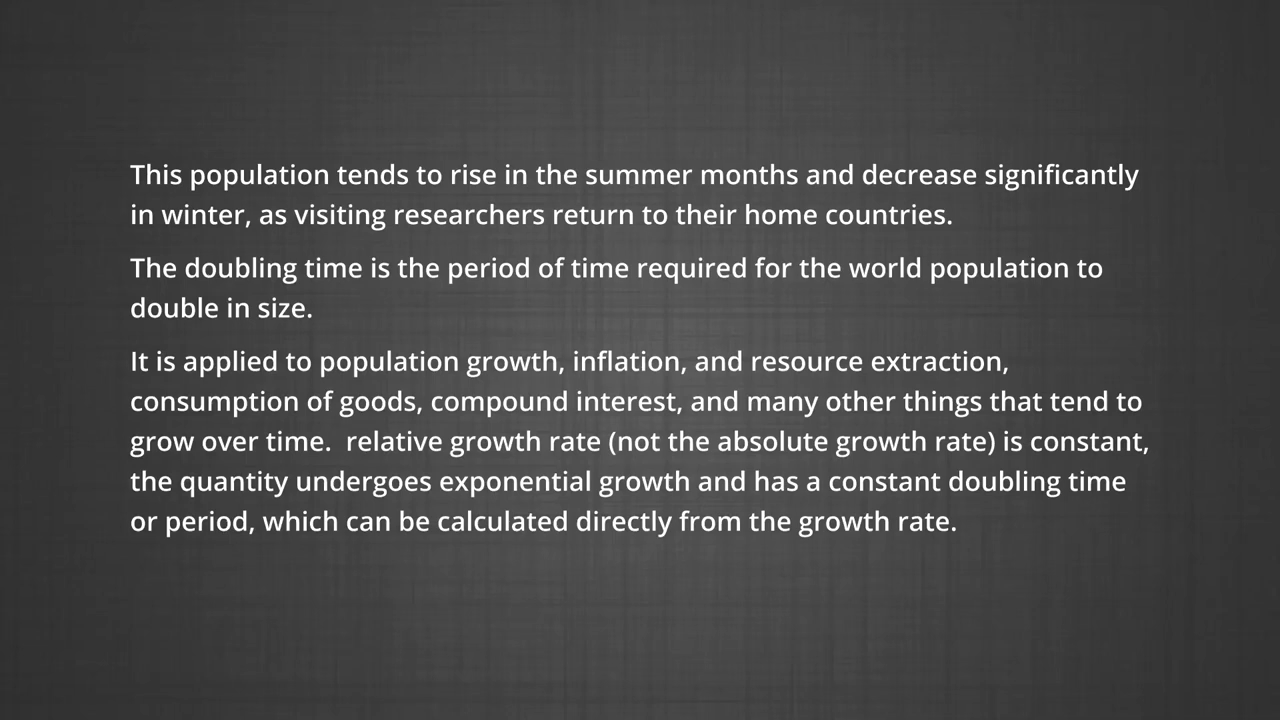 This population tends to rise in the summer months and decrease significantly
in winter, as visiting researchers return to their home countries.
The doubling time is the period of time required for the world population to
double in size.
It is applied to population growth, inflation, and resource extraction,
consumption of goods, compound interest, and many other things that tend to
grow over time.  relative growth rate (not the absolute growth rate) is constant,
the quantity undergoes exponential growth and has a constant doubling time
or period, which can be calculated directly from the growth rate.